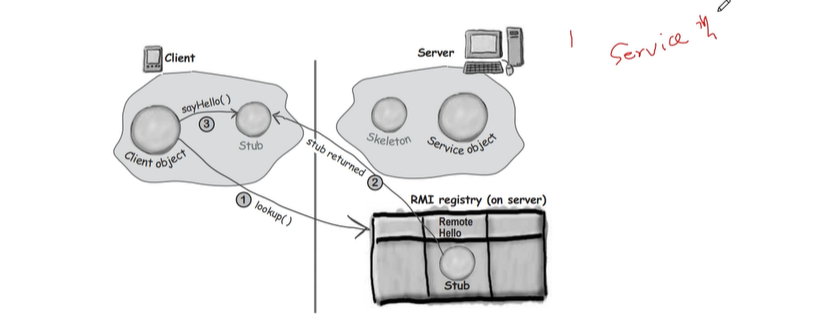 Client
Server
sayHello()
3
Stub
Client object
Skeleton
Service object
stub returned
2
1 lookup()
RMI registry (on server)
Remote
Hello
Stub
1 Service